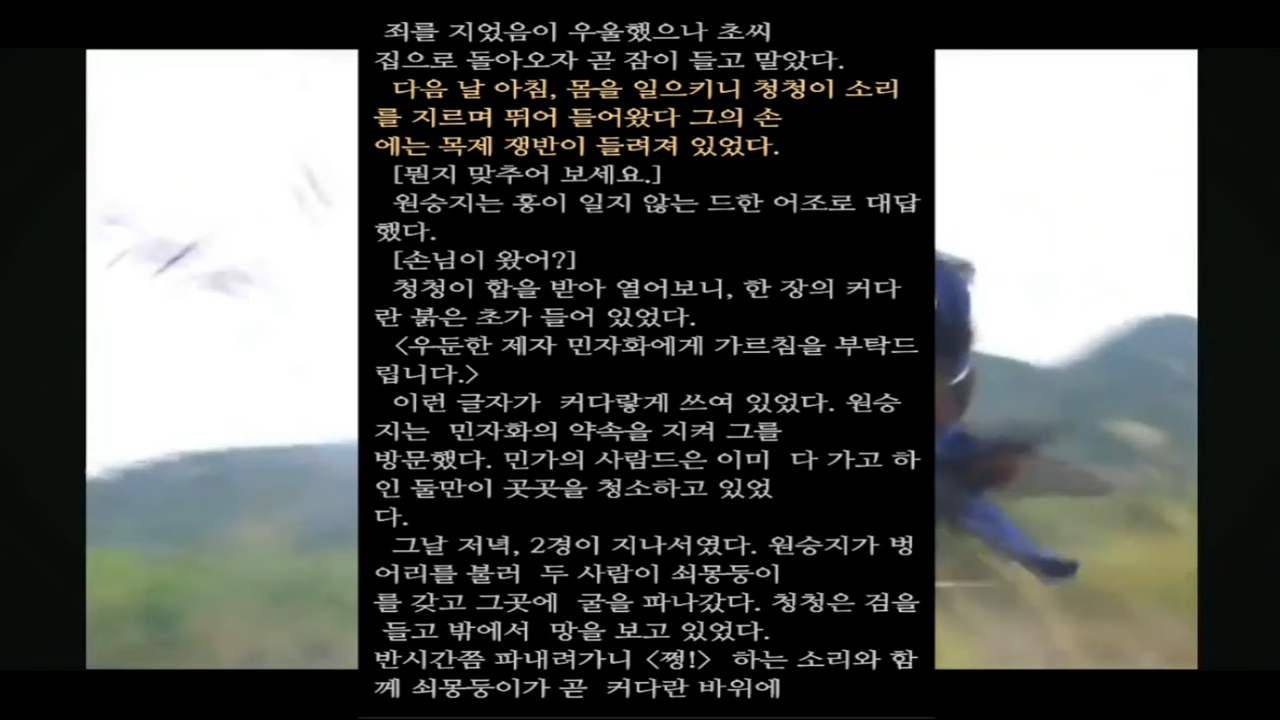 죄를 지었음이 우울했으나 초씨
집으로 돌아오자 곧 잠이 들고 말았다.
다음 날 아침, 몸을 일으키니 청청이 소리
를 지르며 뛰어 들어왔다 그의 손
에는 목제 쟁반이 들려져 있었다.
[뭔지 맞추어 보세요.]
원승지는 흥이 일지 않는 드한 어조로 대답
했다.
[손님이 왔어?]
청청이 합을 받아 열어보니, 한 장의 커다
란 붉은 초가 들어 있었다.
<우둔한 제자 민자화에게 가르침을 부탁드
립니다.>
이런 글자가 커다랗게 쓰여 있었다. 원승
지는 민자화의 약속을 지켜 그를
방문했다. 민가의 사람드은 이미 다 가고 하
인 둘만이 곳곳을 청소하고 있었
다.
그날 저녁, 2경이 지나서였다. 원승지가 벙
어리를 불러 두 사람이 쇠몽둥이
를 갖고 그곳에 굴을 파나갔다. 청청은 검을
들고 밖에서 망을 보고 있었다.
반시간쯤 파내려가니 <쩡!> 하는 소리와 함
께 쇠몽둥이가 곧 커다란 바위에